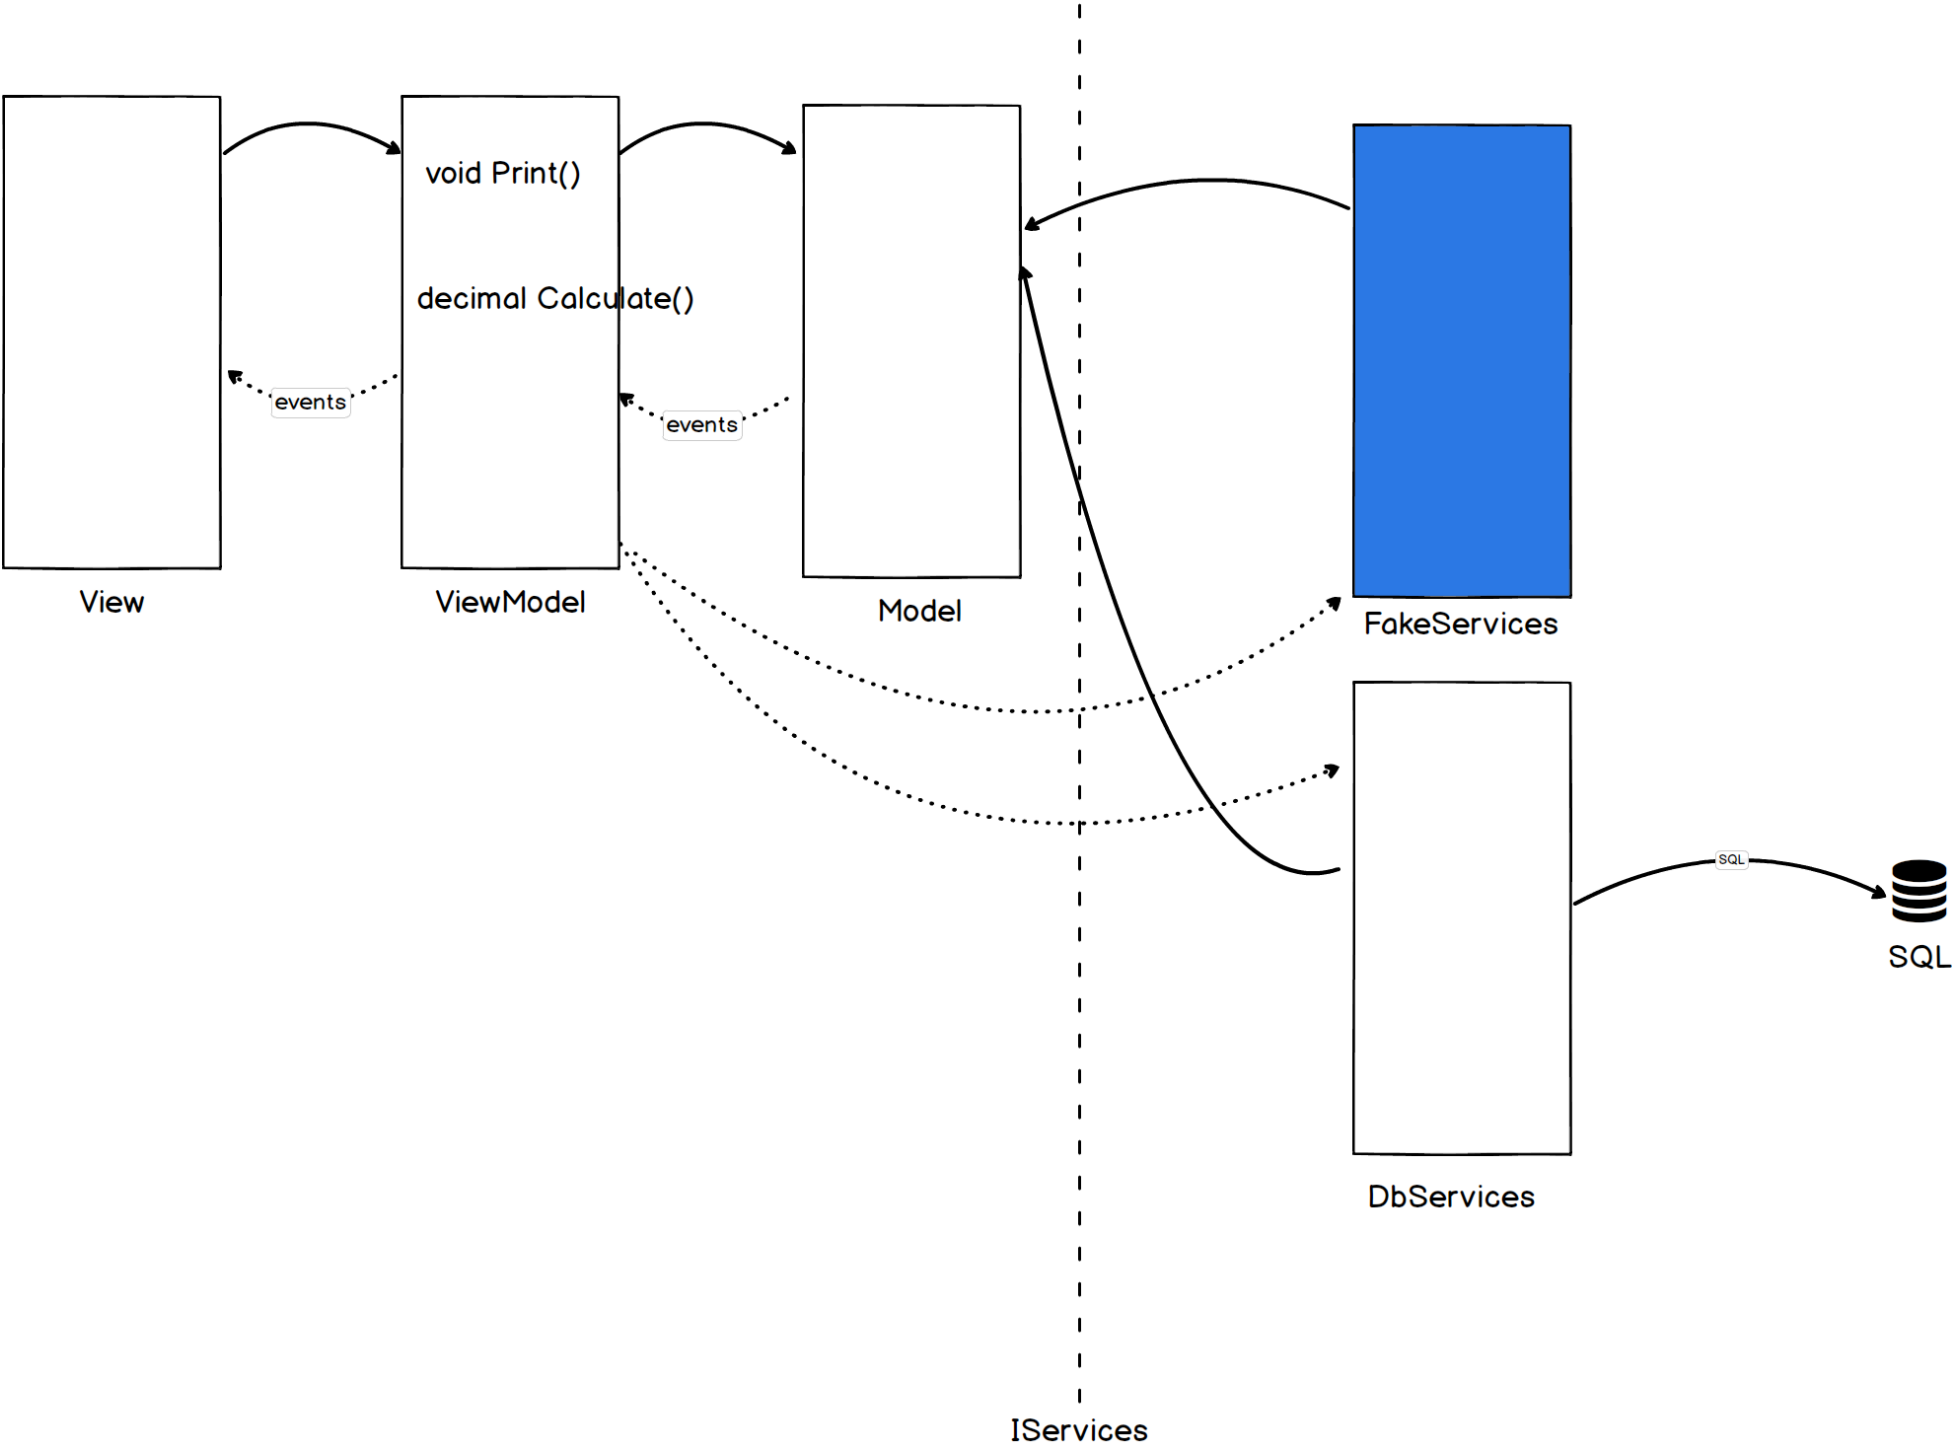 void Print()
decimal Calculate()
events
events
View
ViewModel
Model
FakeServices
SQL
SQL
DbServices
IServices